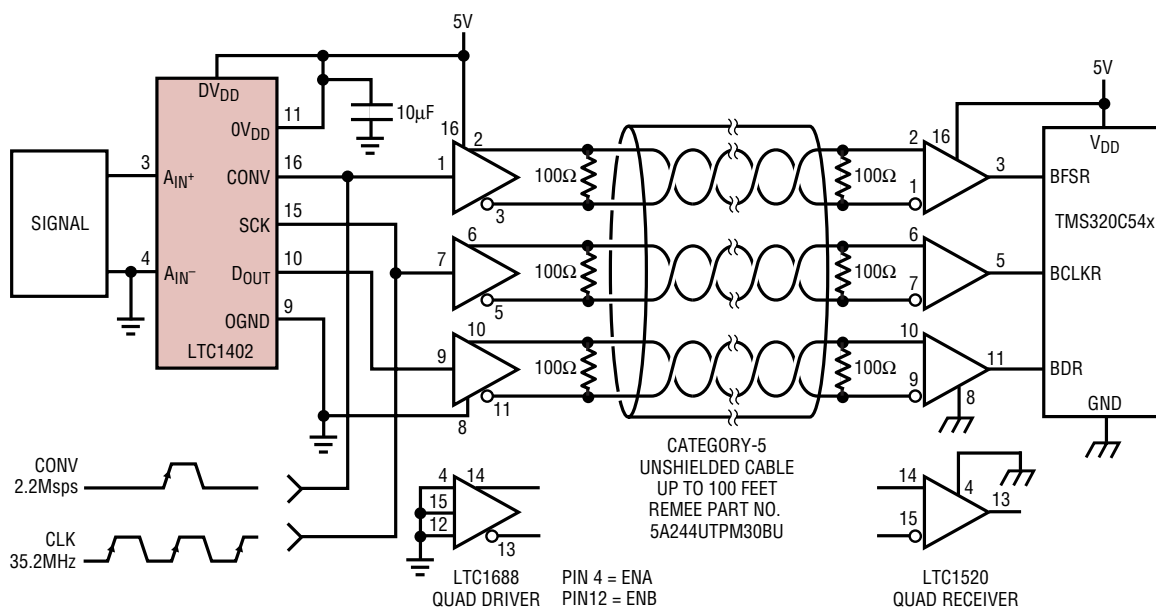 5V
DVDD
11
10µF
0VDD
16
CONV
15
SCK
10
DOUT
9
OGND
LTC1402
3
AIN+
4
AIN−
SIGNAL
16
2
1
3
100Ω
6
7
5
100Ω
10
9
11
8
100Ω
CATEGORY-5
UNSHIELDED CABLE
UP TO 100 FEET
REMEE PART NO.
5A244UTPM30BU
100Ω
2
16
1
3
100Ω
6
7
5
100Ω
10
9
11
8
5V
VDD
BFSR
TMS320C54x
BCLKR
BDR
GND
CONV
2.2Msps
CLK
35.2MHz
4
14
15
12
13
LTC1688
QUAD DRIVER
PIN 4 = ENA
PIN12 = ENB
14
4
13
15
LTC1520
QUAD RECEIVER